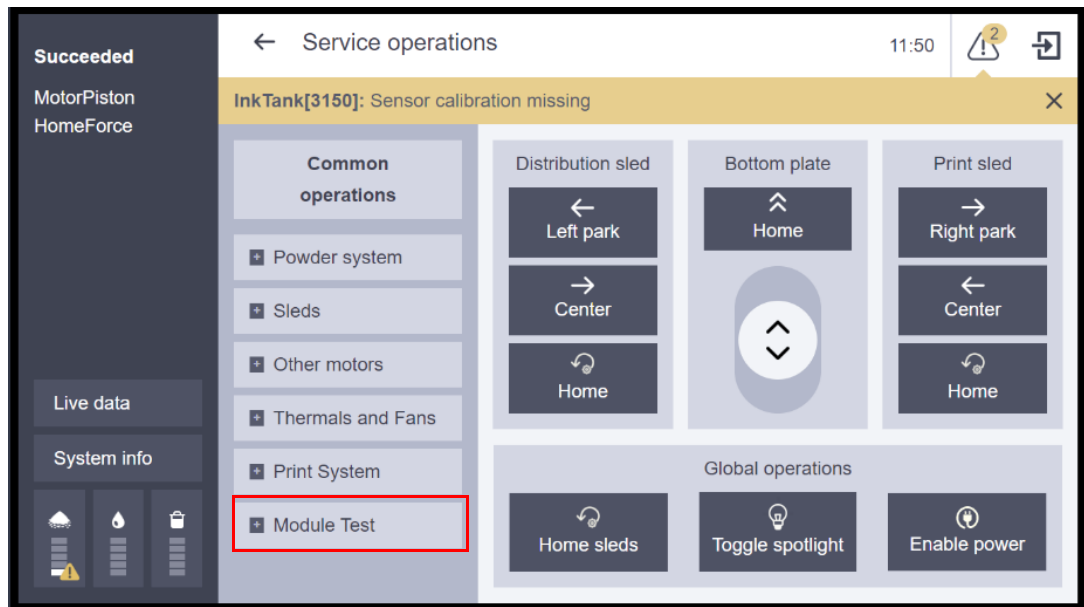 Succeeded
MotorPiston
HomeForce
Live data
System info
Service operations
11:50
2
InkTank[3150]: Sensor calibration missing
Common
operations
Powder system
Sleds
Other motors
Thermals and Fans
Print System
Module Test
Distribution sled
Left park
Center
Home
Bottom plate
Home
Print sled
Right park
Center
Home
Global operations
Home sleds
Toggle spotlight
Enable power